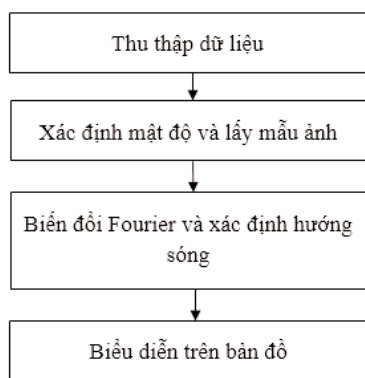 Thu thập dữ liệu
Xác định mật độ và lấy mẫu ảnh
Biến đổi Fourier và xác định hướng
sóng
Biểu diễn trên bản đồ